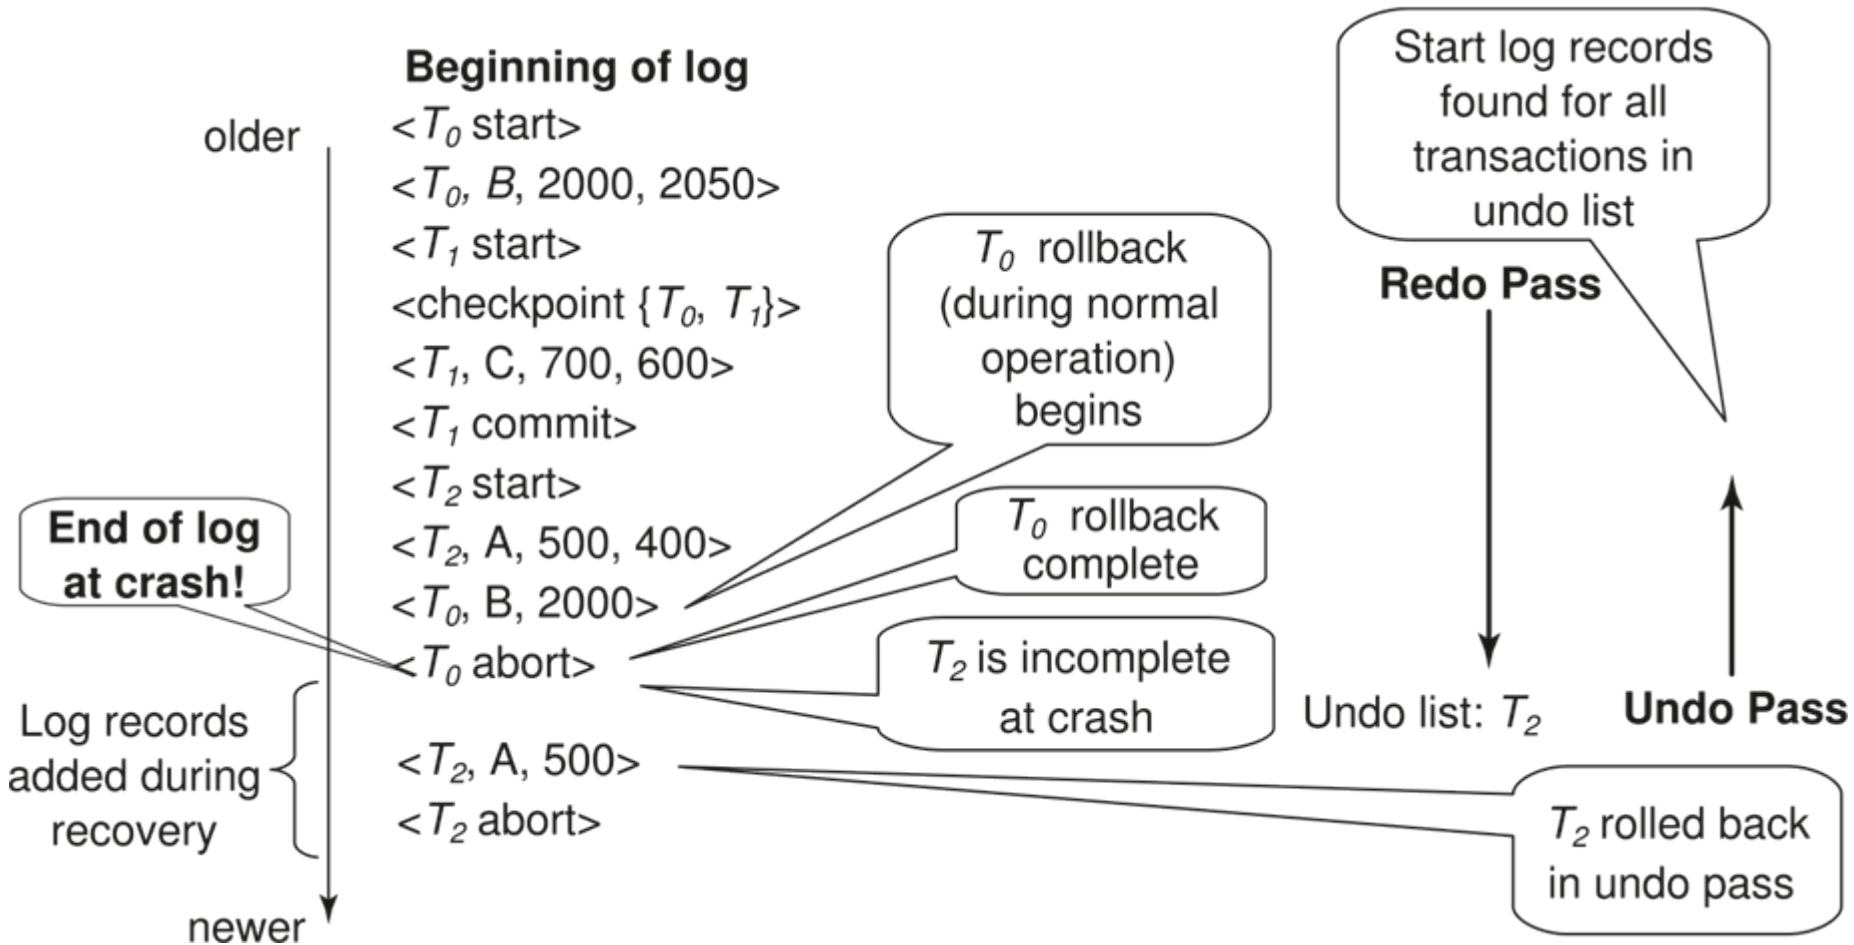 Beginning of log
older
<T0 start>
<T0, B, 2000, 2050>
<T1 start>
<checkpoint {T0, T1}>
<T1, C, 700, 600>
<T1 commit>
<T2 start>
<T2, A, 500, 400>
<T0, B, 2000>
<T0 abort>
<T2, A, 500>
<T2 abort>
newer
End of log
at crash!
Log records
added during
recovery
T0 rollback
(during normal
operation)
begins
T0 rollback
complete
T2 is incomplete
at crash
Start log records
found for all
transactions in
undo list
Redo Pass
Undo list: T2
Undo Pass
T2 rolled back
in undo pass